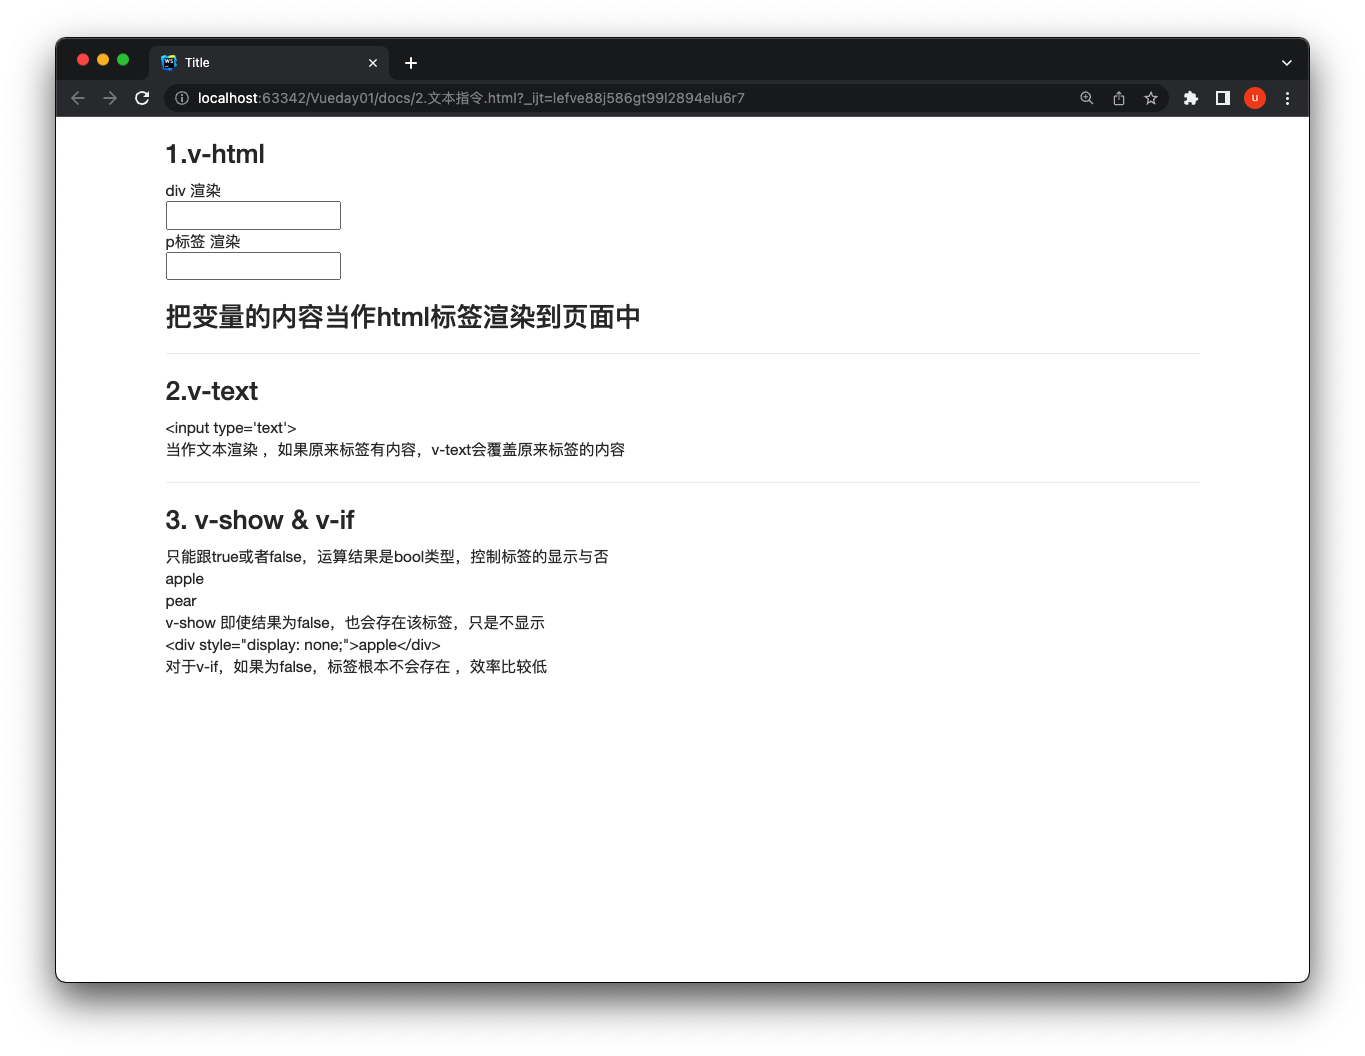 Title
localhost:63342/Vueday01/docs/2.文本指令.html?_ijt=lefve88j586gt99l2894elu6r7
u
1.v-html
div 渲染
p标签 渲染
把变量的内容当作html标签渲染到页面中
2.v-text
<input type='text'>
当作文本渲染 ，如果原来标签有内容，v-text会覆盖原来标签的内容
3. v-show & v-if
只能跟true或者false，运算结果是bool类型，控制标签的显示与否
apple
pear
v-show 即使结果为false，也会存在该标签，只是不显示
<div style="display: none;">apple</div>
对于v-if，如果为false，标签根本不会存在 ，效率比较低